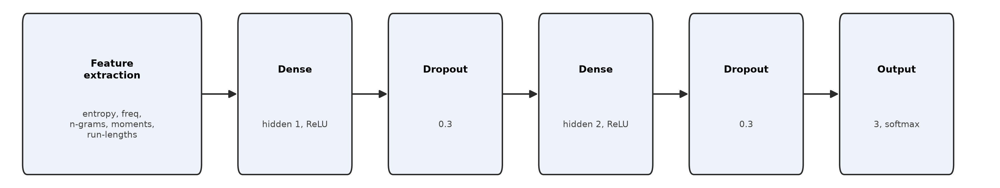 Feature
extraction
entropy, freq,
n-grams, moments,
run-lengths
Dense
hidden 1, ReLU
Dropout
0.3
Dense
hidden 2, ReLU
Dropout
0.3
Output
3, softmax